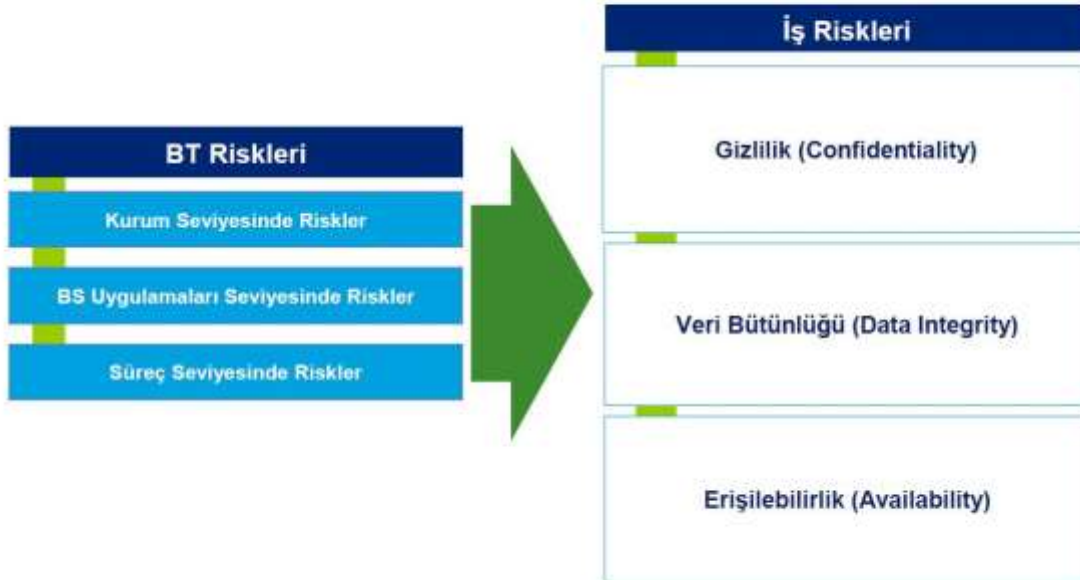 BT Riskleri
Kurum Seviyesinde Riskler
BS Uygulamaları Seviyesinde Riskler
Süreç Seviyesinde Riskler
İş Riskleri
Gizlilik (Confidentiality)
Veri Bütünlüğü (Data Integrity)
Erişilebilirlik (Availability)